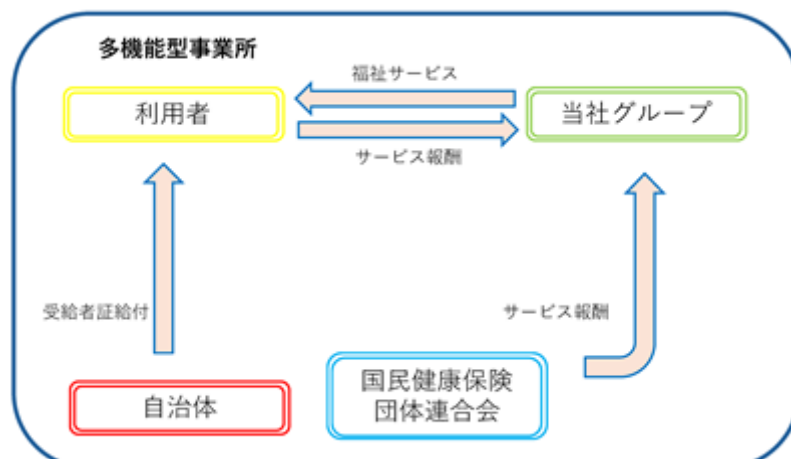 多機能型事業所
福祉サービス
利用者
当社グループ
サービス報酬
受給者証給付
サービス報酬
自治体
国民健康保険
団体連合会